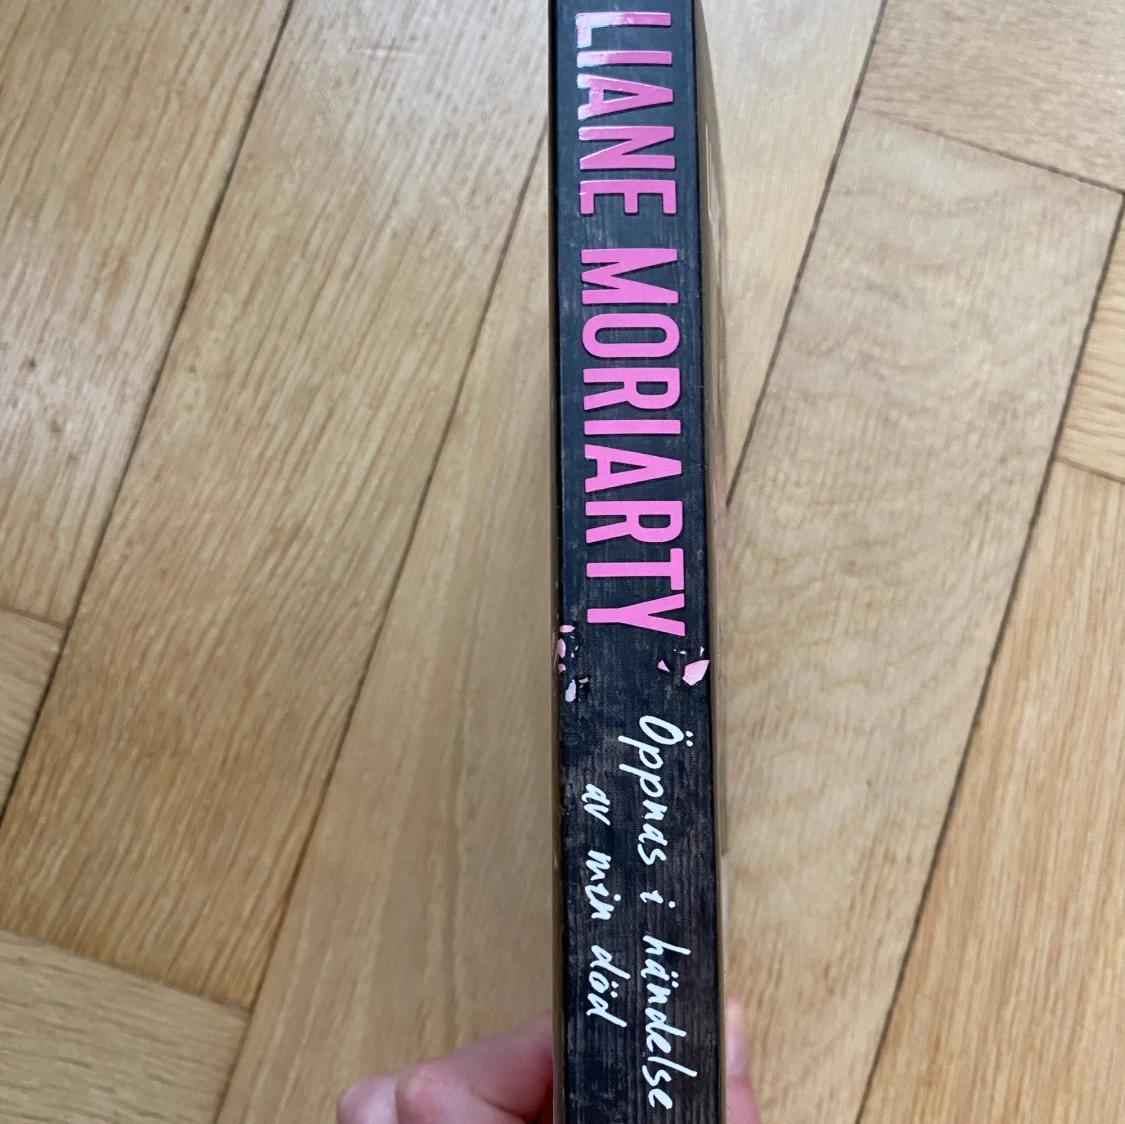 LIANE MORIARTY
Öppnas i händelse
av min död